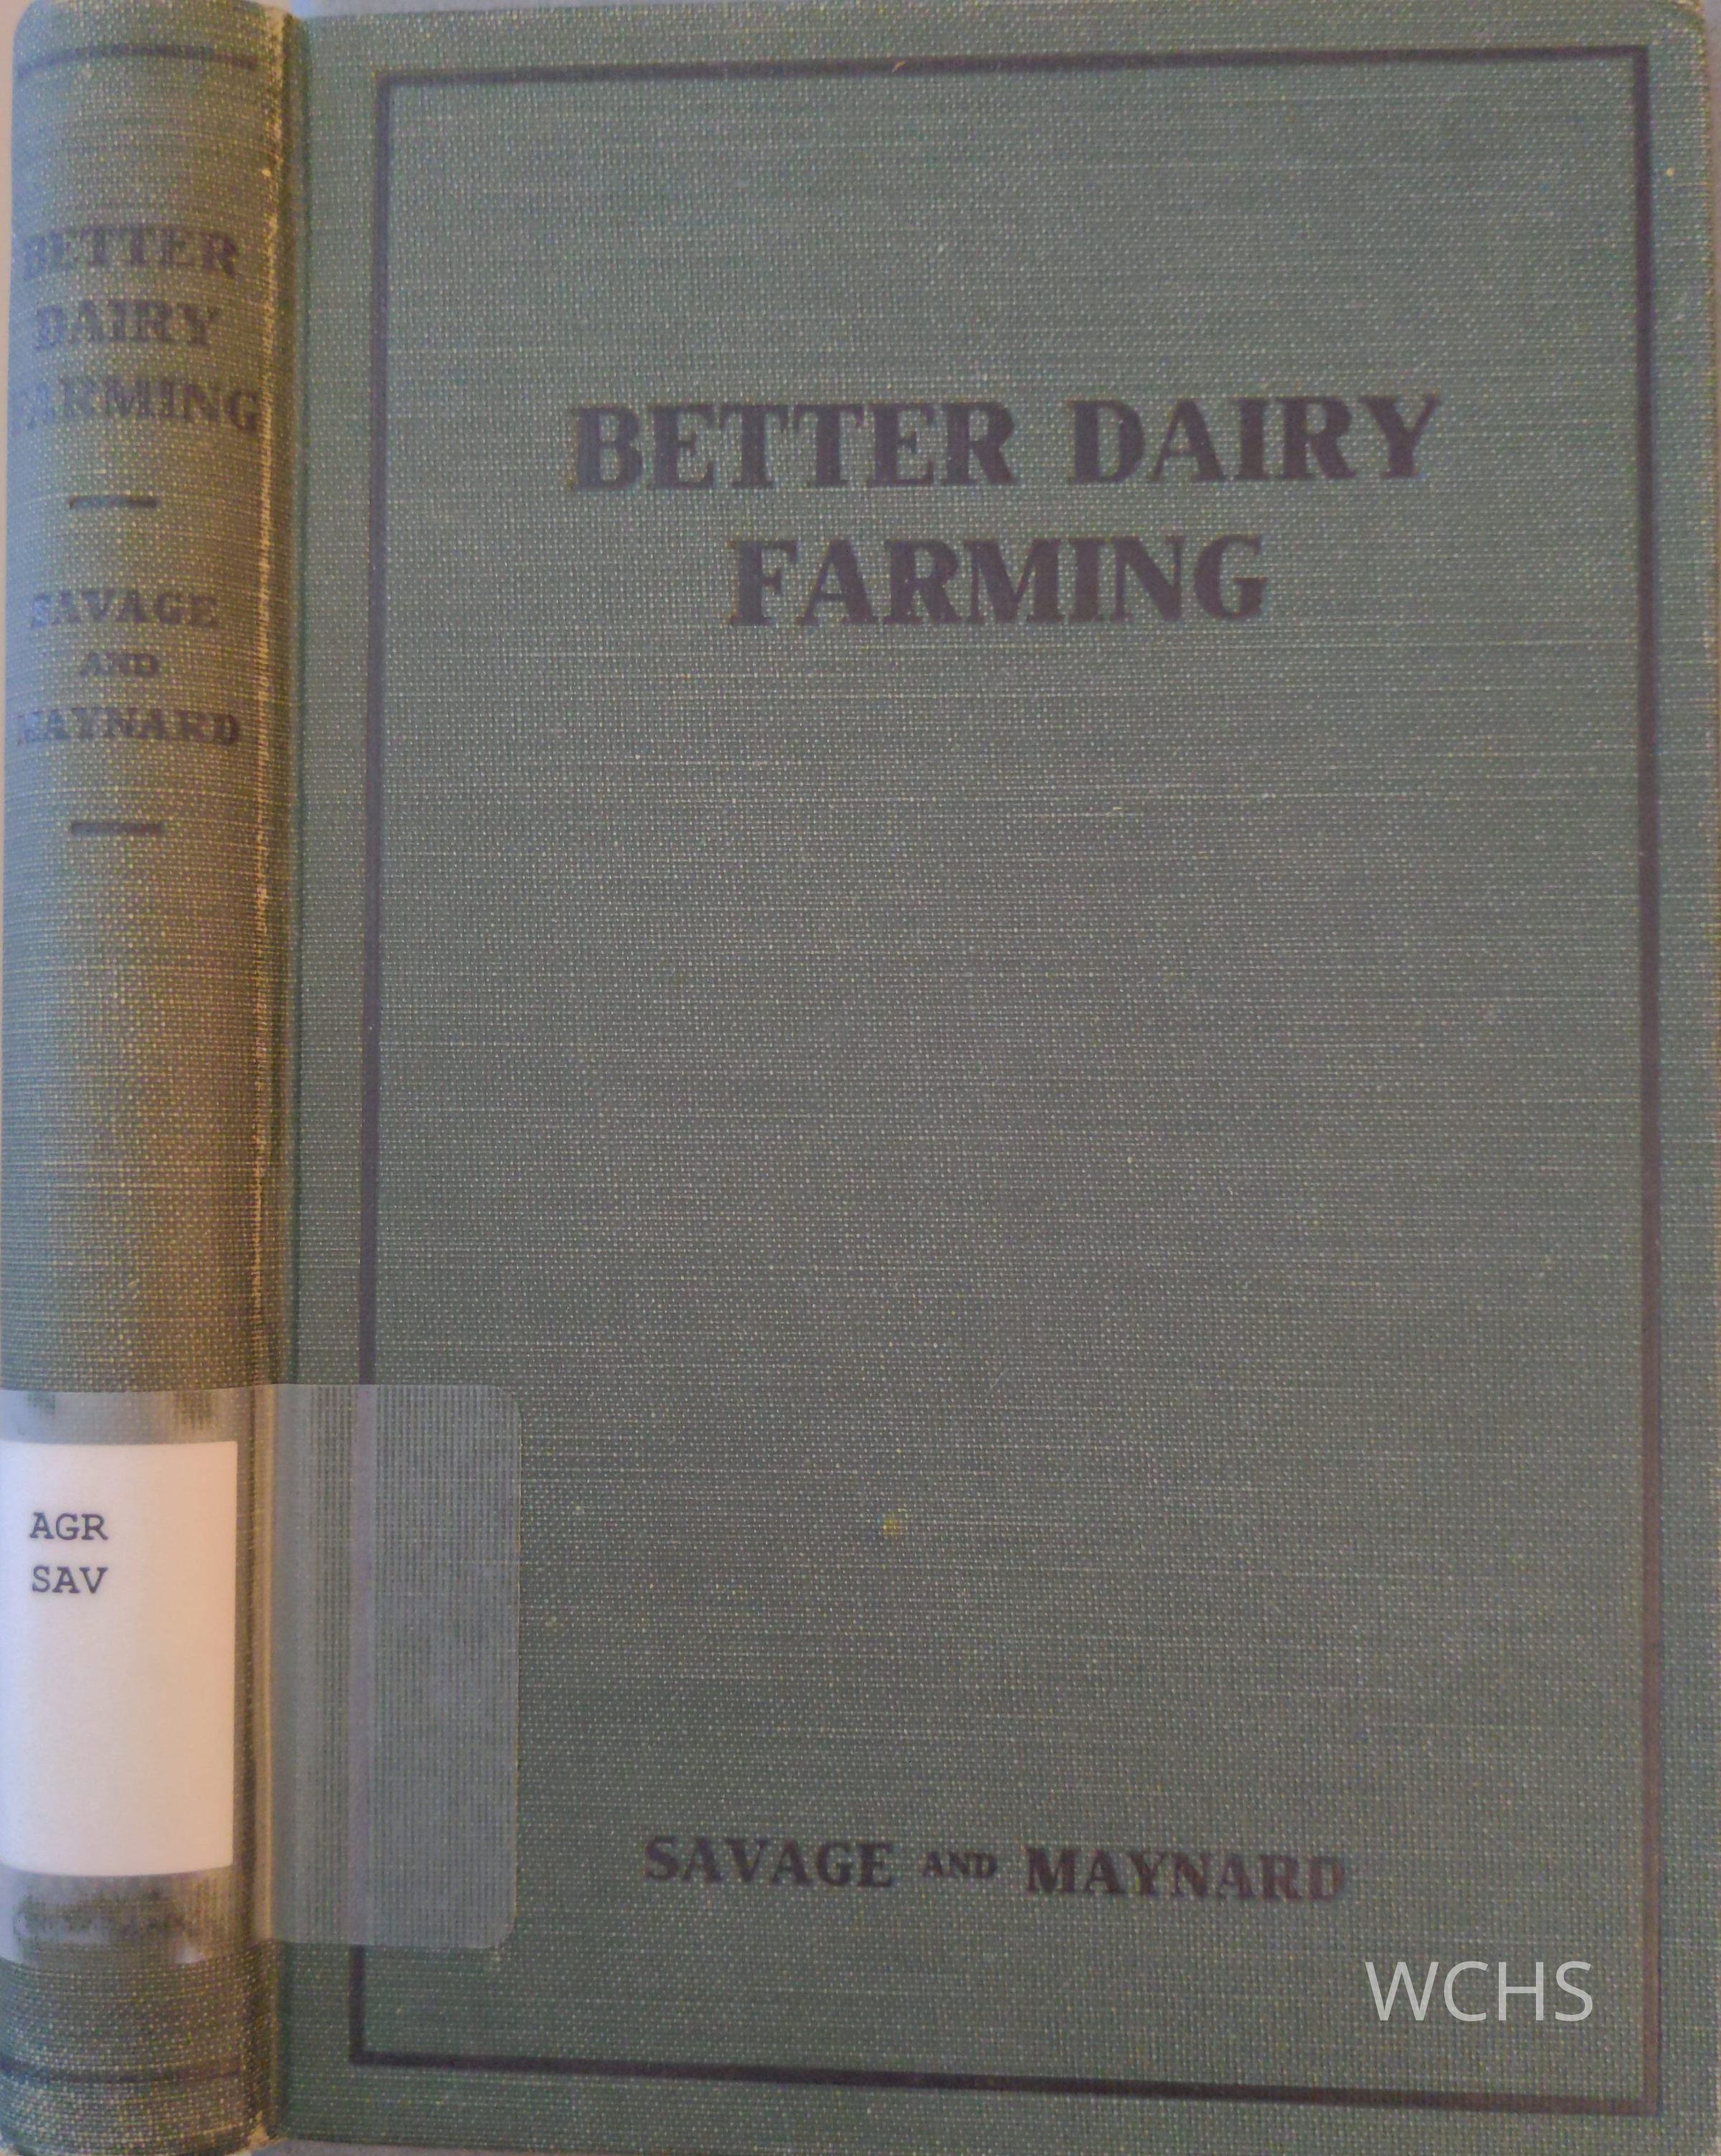 BETTER
DAIRY
FARMING
SAVAGE
AND
MAYNARD
AGR
SAV
BETTER DAIRY
FARMING
SAVAGE AND MAYNARD
WCHS